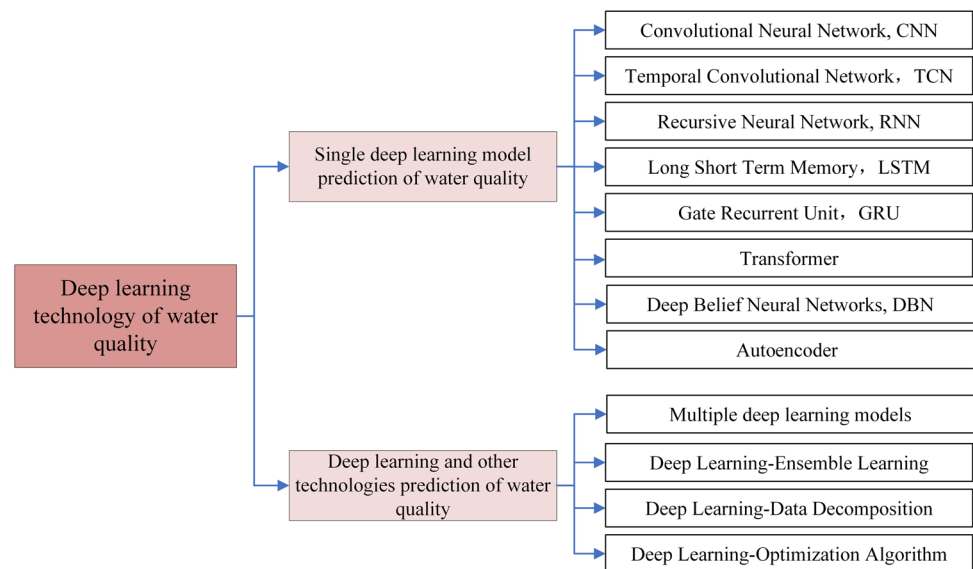 Deep learning
technology of water
quality
Single deep learning model
prediction of water quality
Convolutional Neural Network, CNN
Temporal Convolutional Network，TCN
Recursive Neural Network, RNN
Long Short Term Memory，LSTM
Gate Recurrent Unit，GRU
Transformer
Deep Belief Neural Networks, DBN
Autoencoder
Deep learning and other
technologies prediction of water
quality
Multiple deep learning models
Deep Learning-Ensemble Learning
Deep Learning-Data Decomposition
Deep Learning-Optimization Algorithm